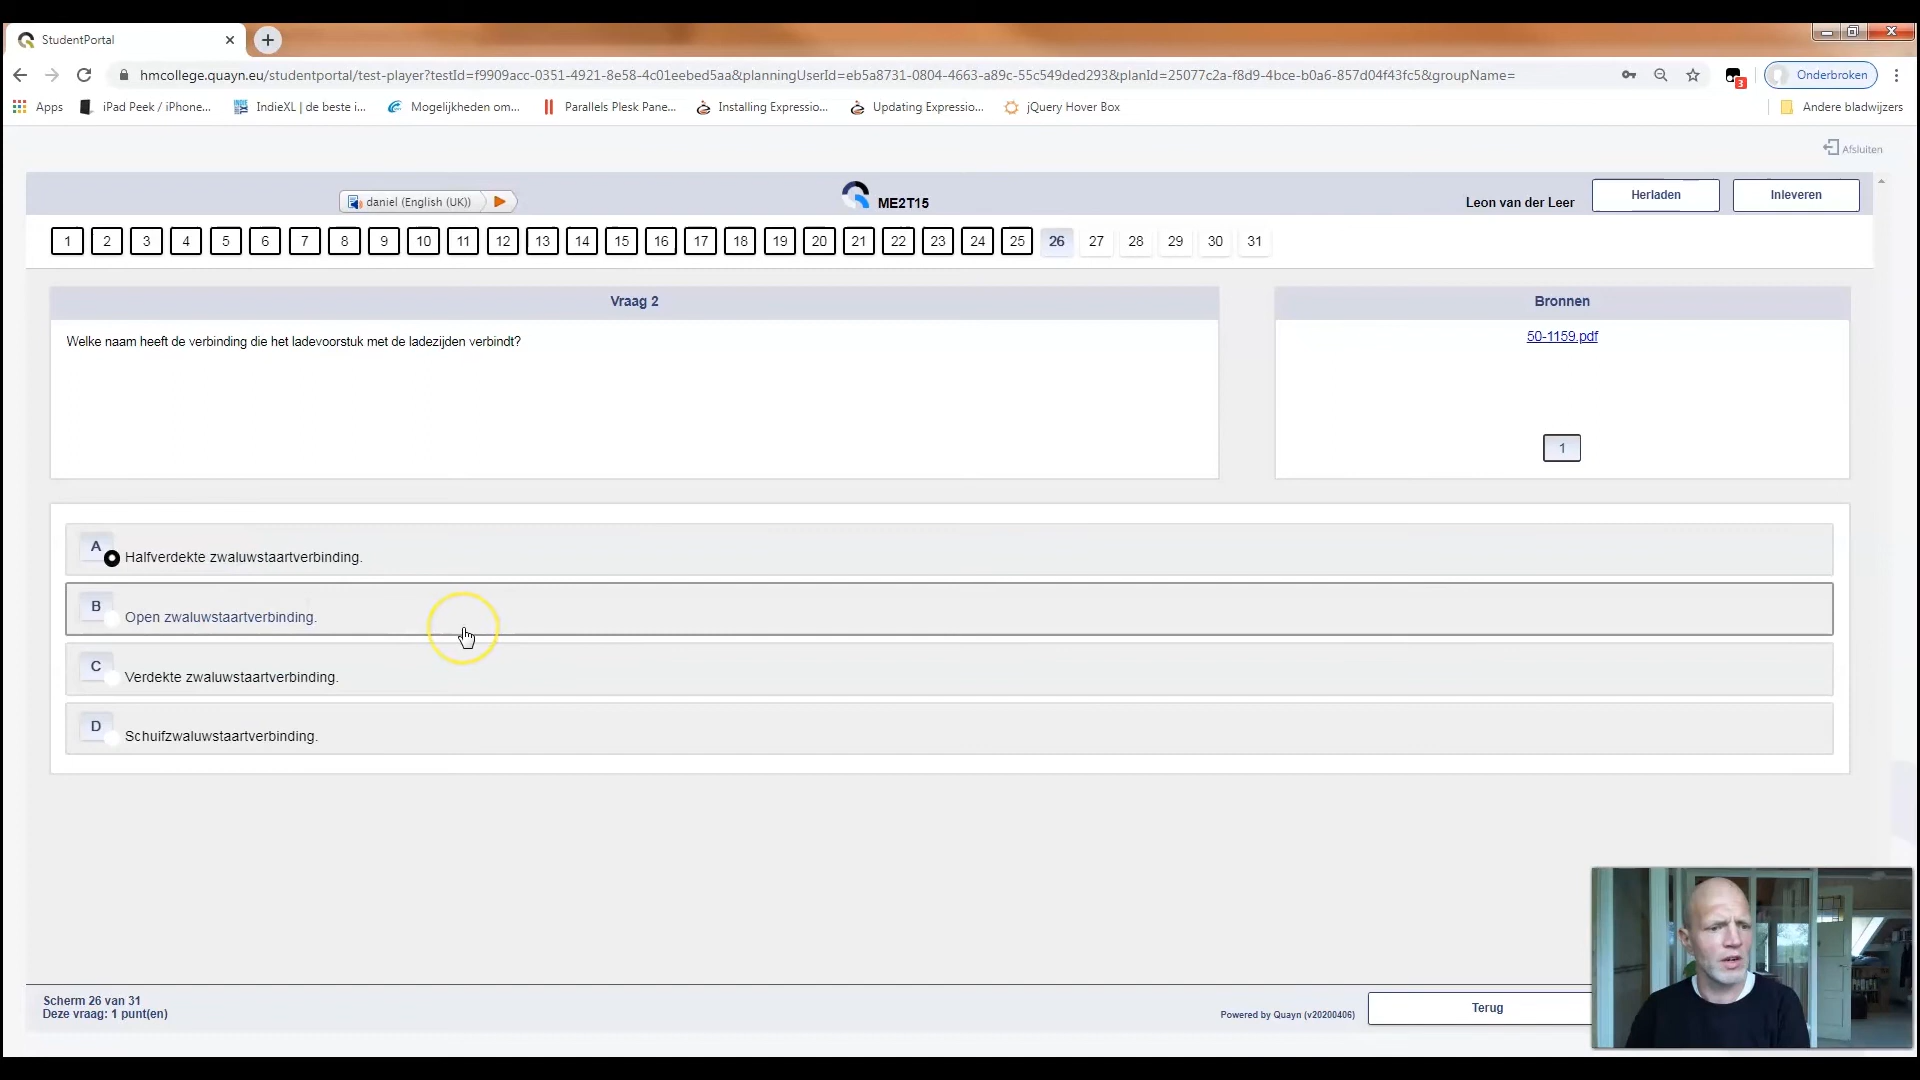 StudentPortal
hmcollege.quayn.eu/studentportal/test-player?testId=f9909acc-0351-4921-8e58-4c01eebed5aa&planningUserId=eb5a8731-0804-4663-a89c-55c549ded293&planId=25077c2a-f8d9-4bce-b0a6-857d04f43fc5&groupName=
3
Onderbroken
Apps
iPad Peek / iPhone...
IndieXL | de beste i...
Mogelijkheden om...
Parallels Plesk Pane...
Installing Expressio...
Updating Expressio...
jQuery Hover Box
Andere bladwijzers
Afsluiten
daniel (English (UK))
ME2T15
Leon van der Leer
Herladen
Inleveren
1 2 3 4 5 6 7 8 9 10 11 12 13 14 15 16 17 18 19 20 21 22 23 24 25 26 27 28 29 30 31
Vraag 2
Welke naam heeft de verbinding die het ladevoorstuk met de ladezijden verbindt?
Bronnen
50-1159.pdf
1
A
Halfverdekte zwaluwstaartverbinding.
B
Open zwaluwstaartverbinding.
C
Verdekte zwaluwstaartverbinding.
D
Schuifzwaluwstaartverbinding.
Scherm 26 van 31
Deze vraag: 1 punt(en)
Powered by Quayn (v20200406)
Terug